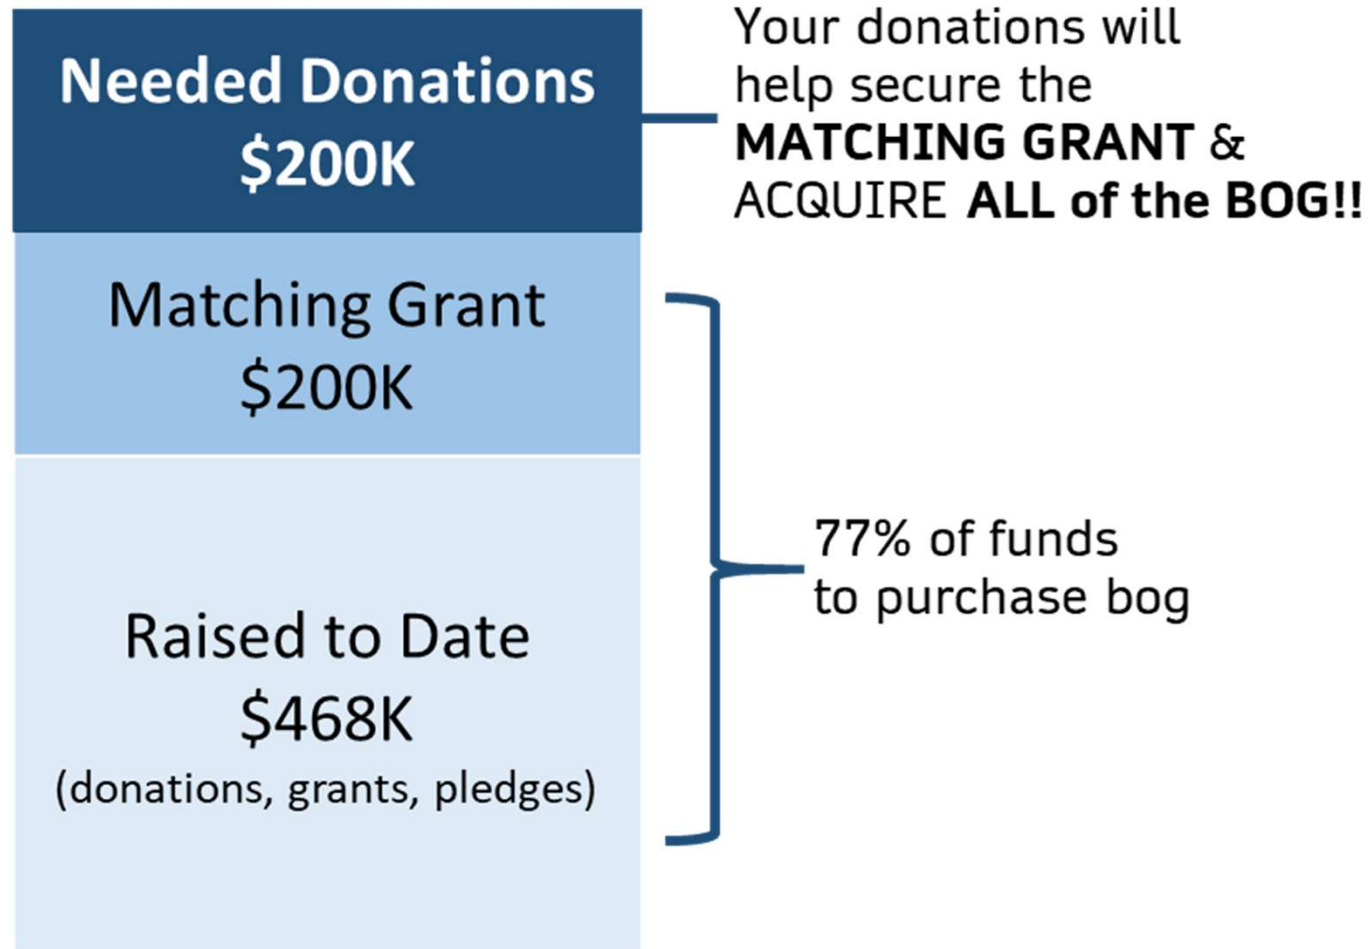 Needed Donations
$200K
Your donations will
help secure the
MATCHING GRANT &
ACQUIRE ALL of the BOG!!
Matching Grant
$200K
77% of funds
to purchase bog
Raised to Date
$468K
(donations, grants, pledges)